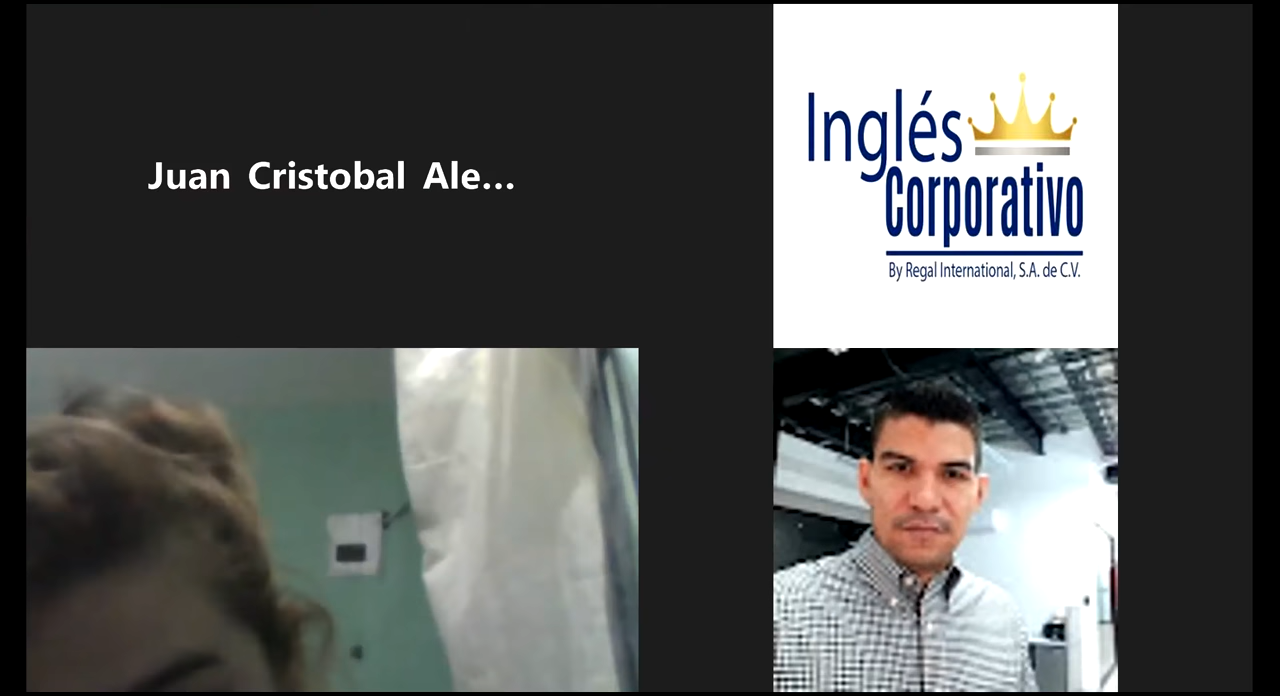 Juan Cristobal Ale...
Inglés
Corporativo
By Regal International, S.A. de C.V.